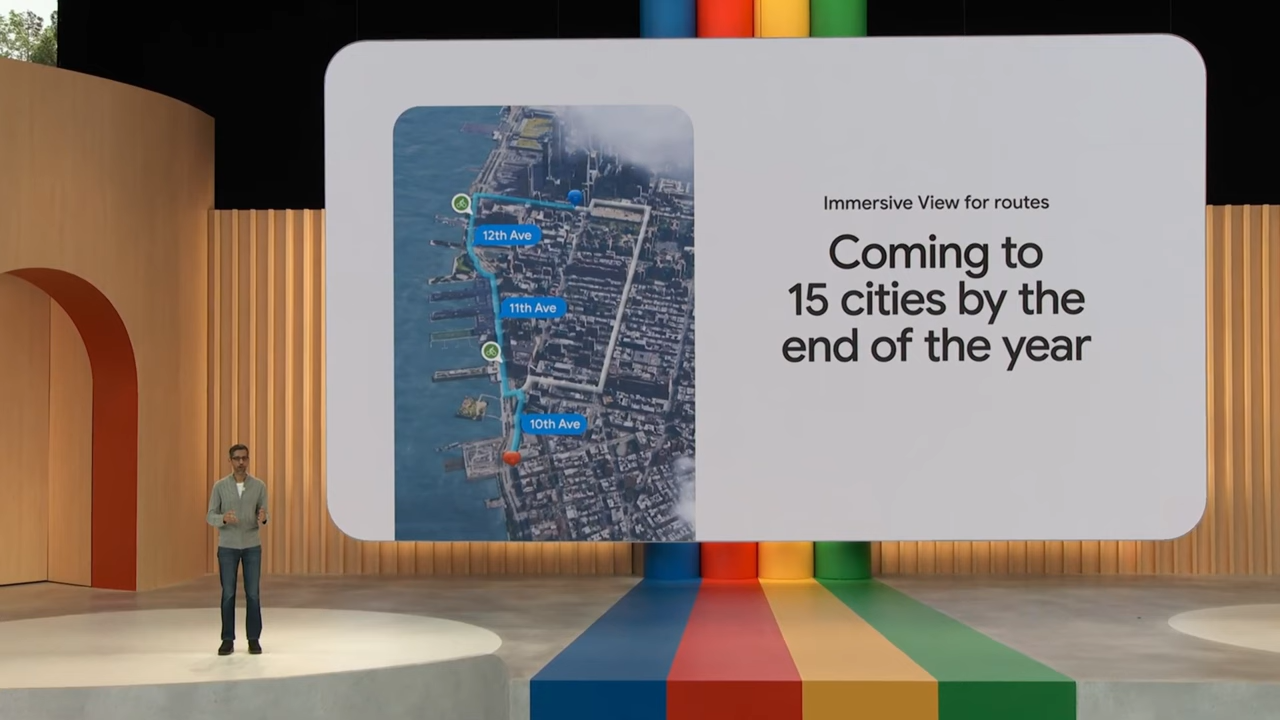 12th Ave
11th Ave
10th Ave
Immersive View for routes
Coming to
15 cities by the
end of the year